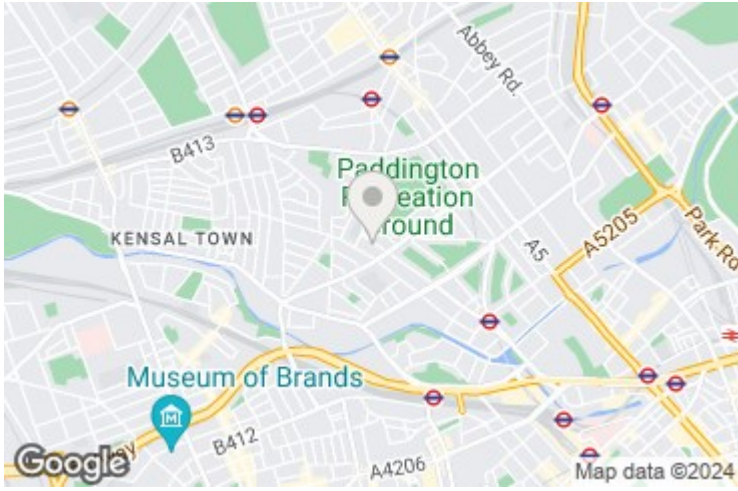 Abbey Rd.
B413
Paddington
Recreation
Ground
KENSAL TOWN
A5
A5205
Park Rd
Museum of Brands
B412
A4206
Google
Map data ©2024